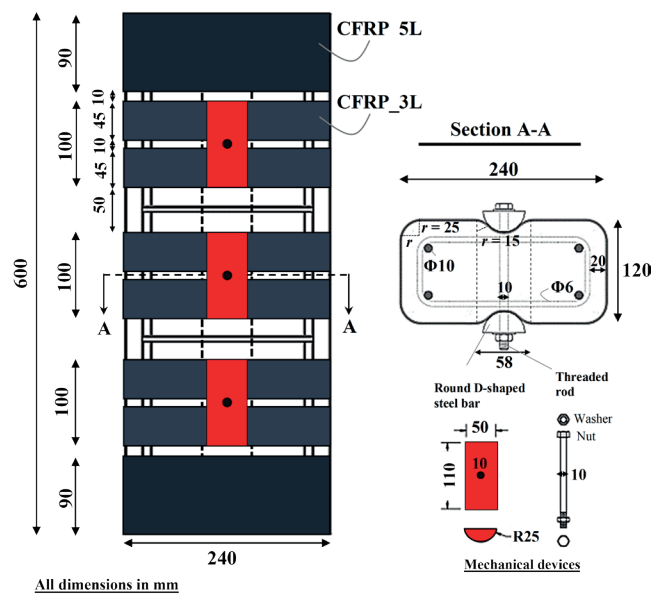 CFRP_5L
CFRP_3L
90
10
45
10
45
50
100
100
100
90
600
A
A
240
All dimensions in mm
Section A-A
240
r = 25
r
r = 15
Φ10
20
120
10
Φ6
58
Round D-shaped
steel bar
Threaded
rod
50
110
10
R25
Washer
Nut
10
Mechanical devices